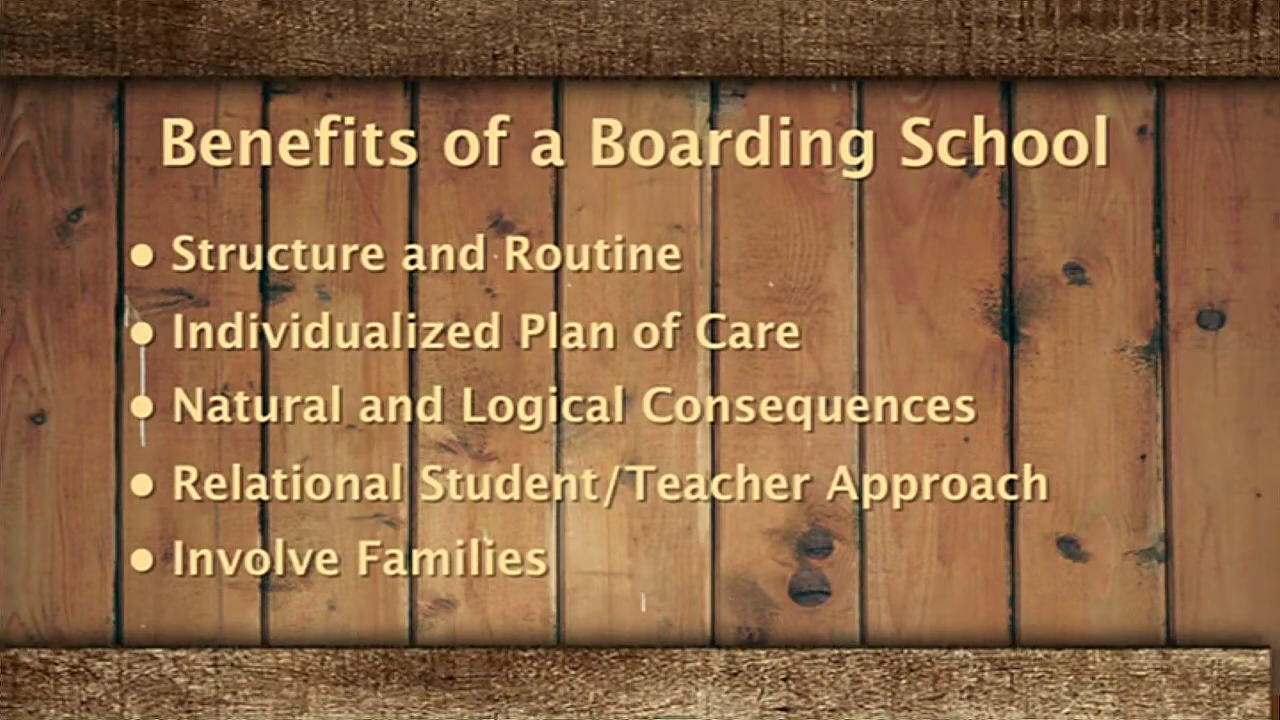 Benefits of a Boarding School
• Structure and Routine
• Individualized Plan of Care
• Natural and Logical Consequences
• Relational Student/Teacher Approach
• Involve Families